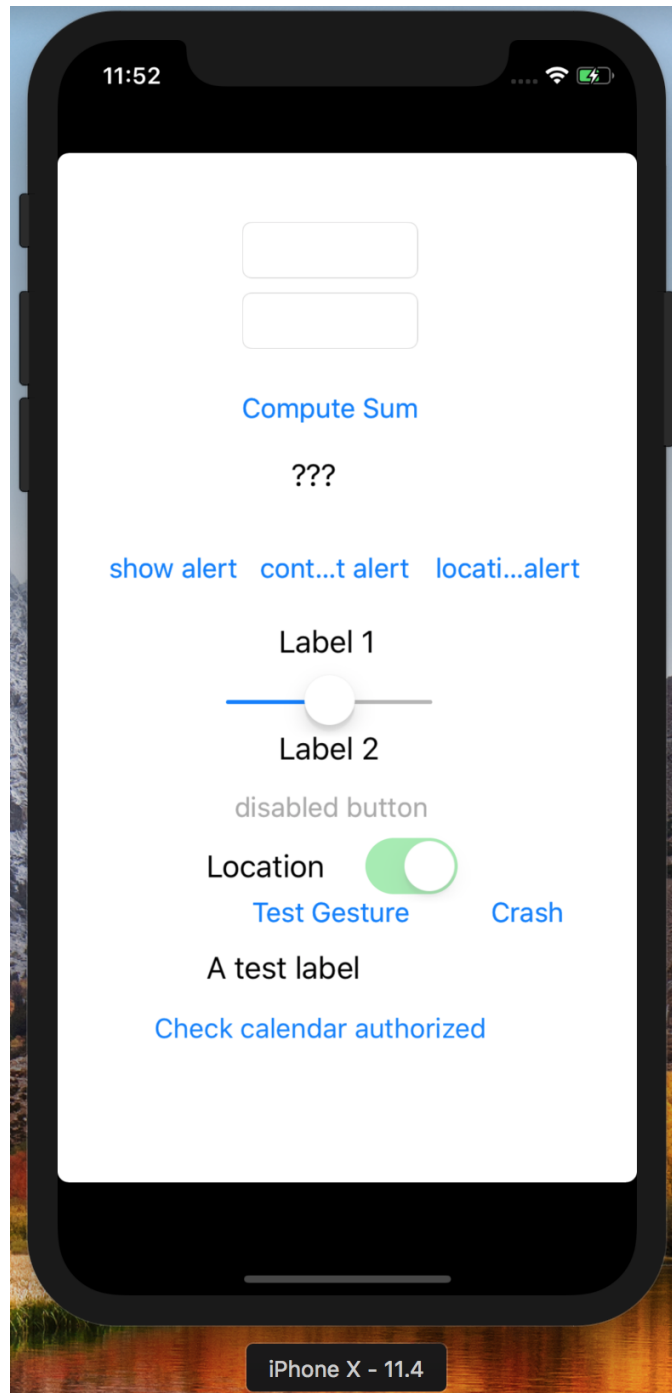 11:52
Compute Sum
???
show alert cont...t alert locati...alert
Label 1
Label 2
disabled button
Location
Test Gesture Crash
A test label
Check calendar authorized
iPhone X - 11.4